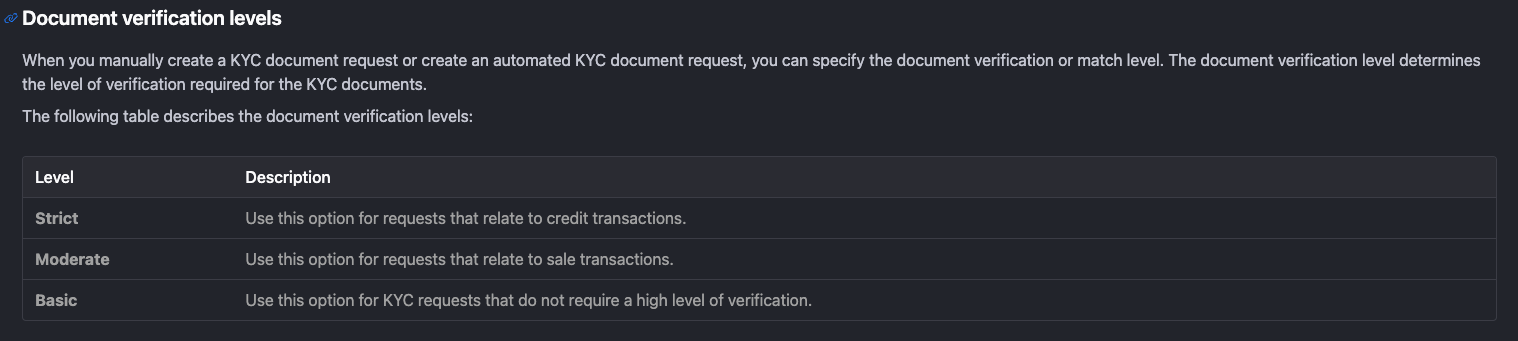 Document verification levels
When you manually create a KYC document request or create an automated KYC document request, you can specify the document verification or match level. The document verification level determines
the level of verification required for the KYC documents.
The following table describes the document verification levels:
Level Description
Strict Use this option for requests that relate to credit transactions.
Moderate Use this option for requests that relate to sale transactions.
Basic Use this option for KYC requests that do not require a high level of verification.